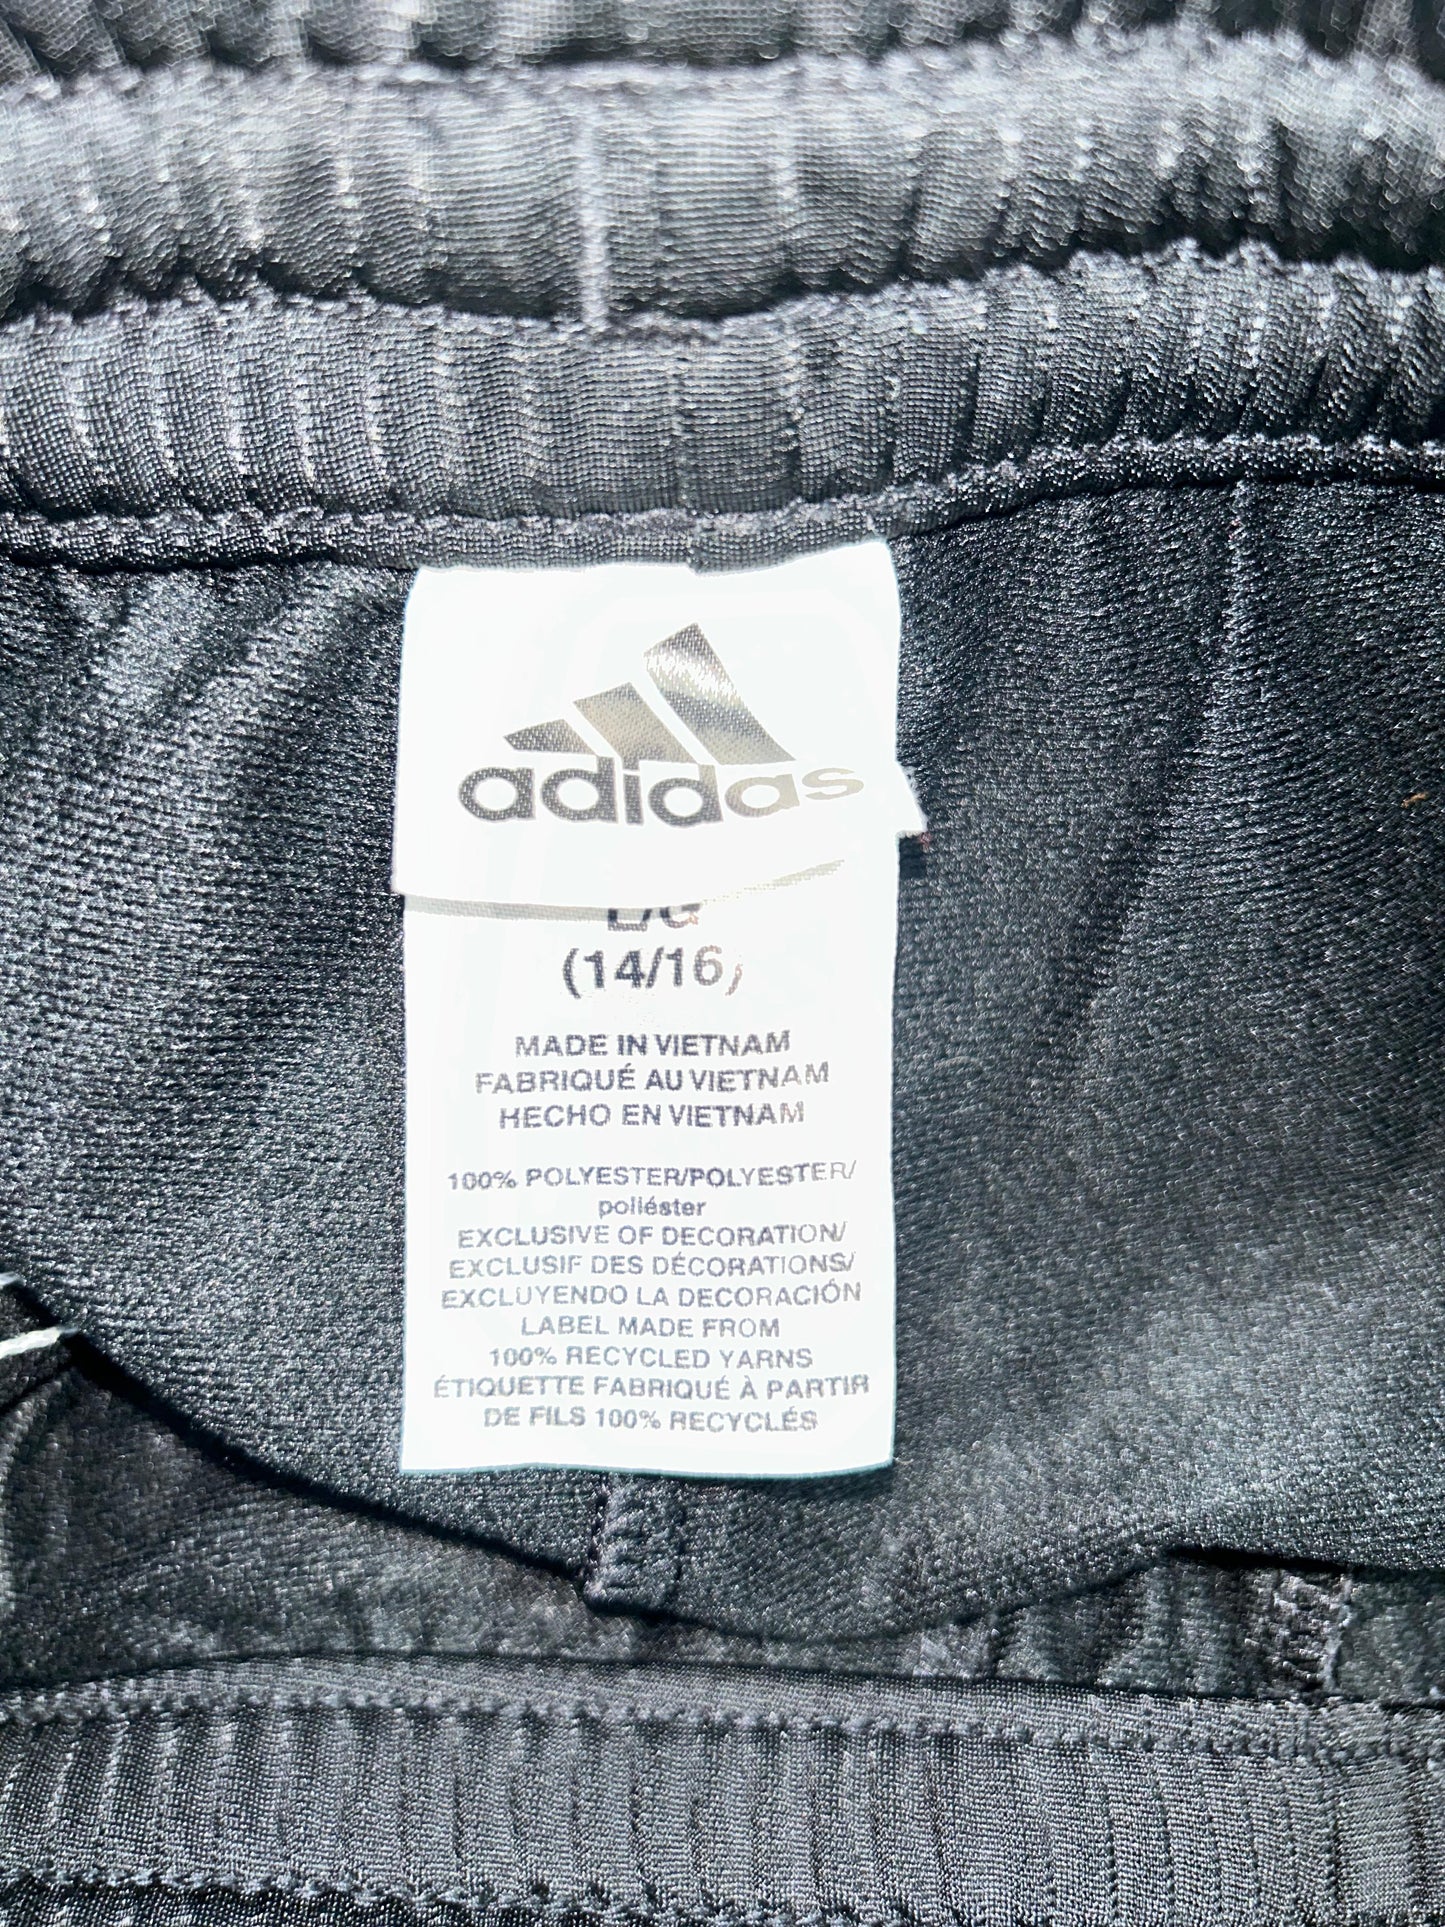 adidas
L/G
(14/16)
MADE IN VIETNAM
FABRIQUÉ AU VIETNAM
HECHO EN VIETNAM
100% POLYESTER/POLYESTER/
poliéster
EXCLUSIVE OF DECORATION/
EXCLUSIF DES DÉCORATIONS/
EXCLUYENDO LA DECORACIÓN
LABEL MADE FROM
100% RECYCLED YARNS
ÉTIQUETTE FABRIQUÉ À PARTIR
DE FILS 100% RECYCLÉS